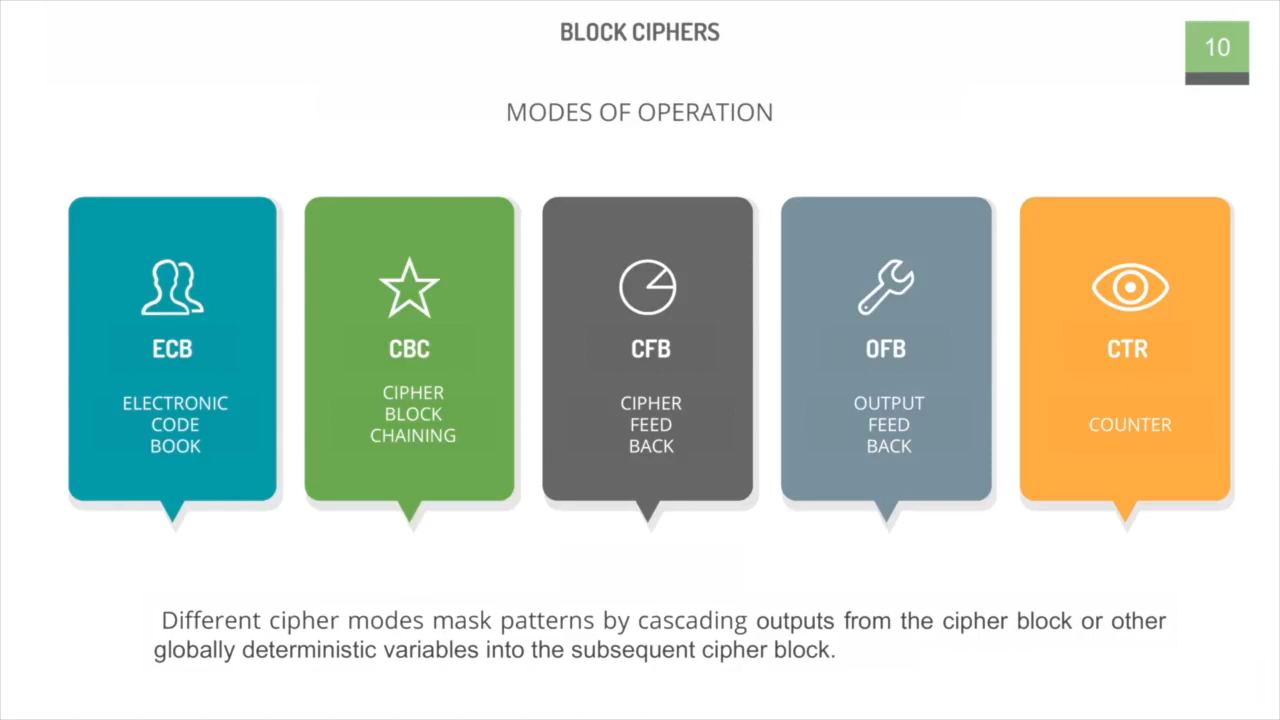 BLOCK CIPHERS
10
MODES OF OPERATION
ECB
ELECTRONIC
CODE
BOOK
CBC
CIPHER
BLOCK
CHAINING
CFB
CIPHER
FEED
BACK
OFB
OUTPUT
FEED
BACK
CTR
COUNTER
Different cipher modes mask patterns by cascading outputs from the cipher block or other
globally deterministic variables into the subsequent cipher block.